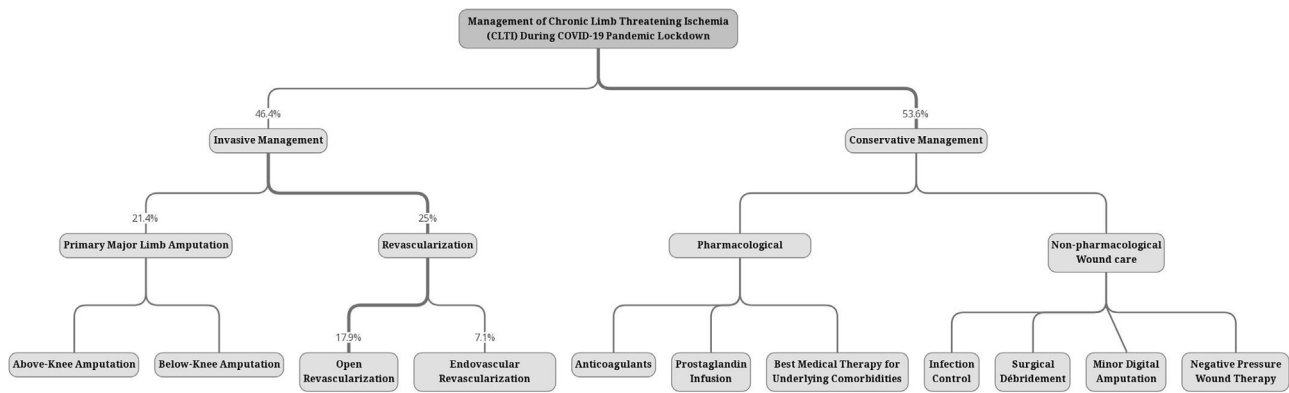 Management of Chronic Limb Threatening Ischemia
(CLTI) During COVID-19 Pandemic Lockdown
46.4%
53.6%
Invasive Management
Conservative Management
21.4%
25%
Primary Major Limb Amputation
Revascularization
Pharmacological
Non-pharmacological
Wound care
17.9%
7.1%
Above-Knee Amputation
Below-Knee Amputation
Open
Revascularization
Endovascular
Revascularization
Anticoagulants
Prostaglandin
Infusion
Best Medical Therapy for
Underlying Comorbidities
Infection
Control
Surgical
Débridement
Minor Digital
Amputation
Negative Pressure
Wound Therapy